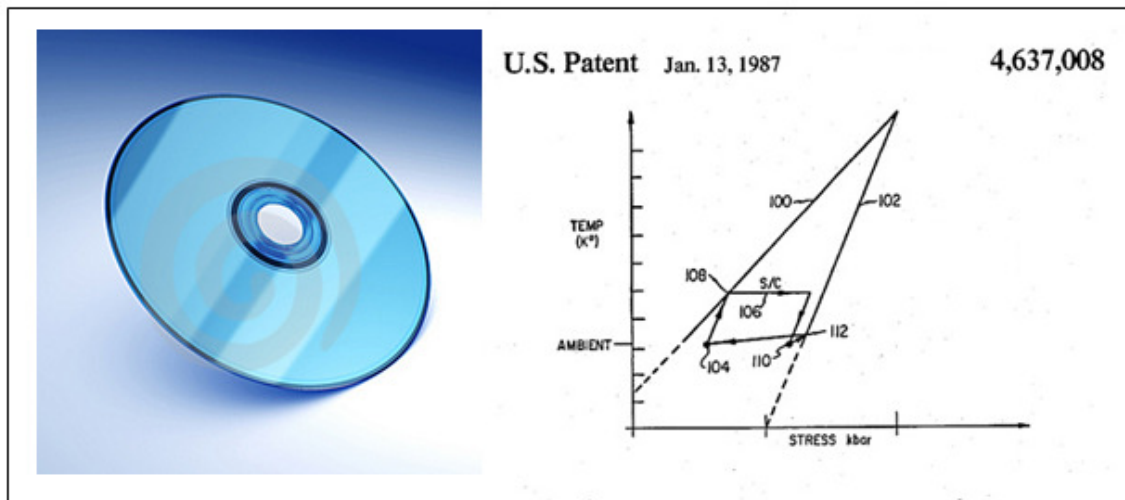 U.S. Patent Jan. 13, 1987 4,637,008
100
102
TEMP
(K°)
108
S/C
106
112
AMBIENT
110
104
STRESS kbar